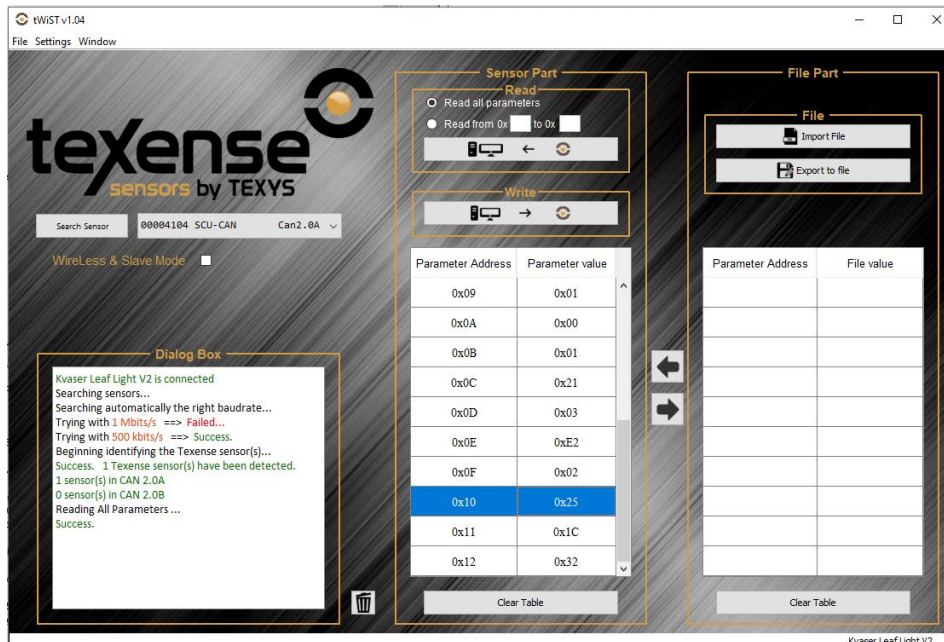 tWiST v1.04
File Settings Window
texense
sensors by TEXYS
Search Sensor
00004104 SCU-CAN Can2.0A
WireLess & Slave Mode
Dialog Box
Kvaser Leaf Light V2 is connected
Searching sensors...
Searching automatically the right baudrate...
Trying with 1 Mbits/s ==> Failed...
Trying with 500 kbits/s ==> Success.
Beginning identifying the Texense sensor(s)...
Success. 1 Texense sensor(s) have been detected.
1 sensor(s) in CAN 2.0A
0 sensor(s) in CAN 2.0B
Reading All Parameters ...
Success.
Sensor Part
Read
Read all parameters
Read from 0x to 0x
Write
Parameter Address Parameter value
0x09 0x01
0x0A 0x00
0x0B 0x01
0x0C 0x21
0x0D 0x03
0x0E 0xE2
0x0F 0x02
0x10 0x25
0x11 0x1C
0x12 0x32
Clear Table
File Part
File
Import File
Export to file
Parameter Address File value
Clear Table
Kvaser Leaf Light V2